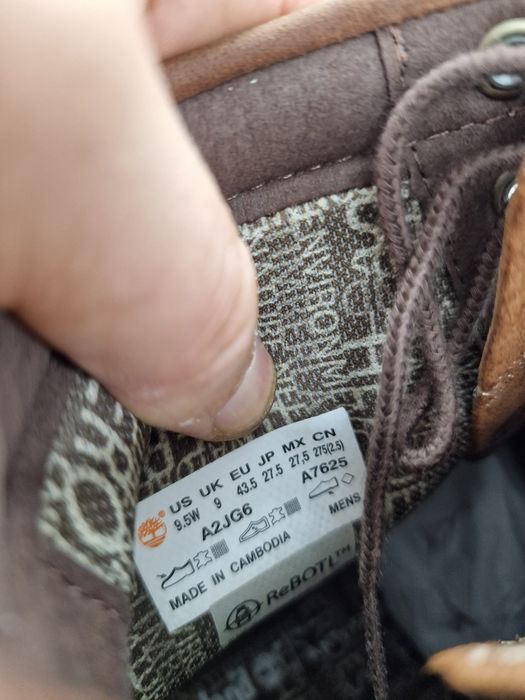 US UK EU JP MX CN
9.5W 9 43.5 27.5 27,5 275(2.5)
A2JG6 A7625
MENS
MADE IN CAMBODIA
ReBOTL™